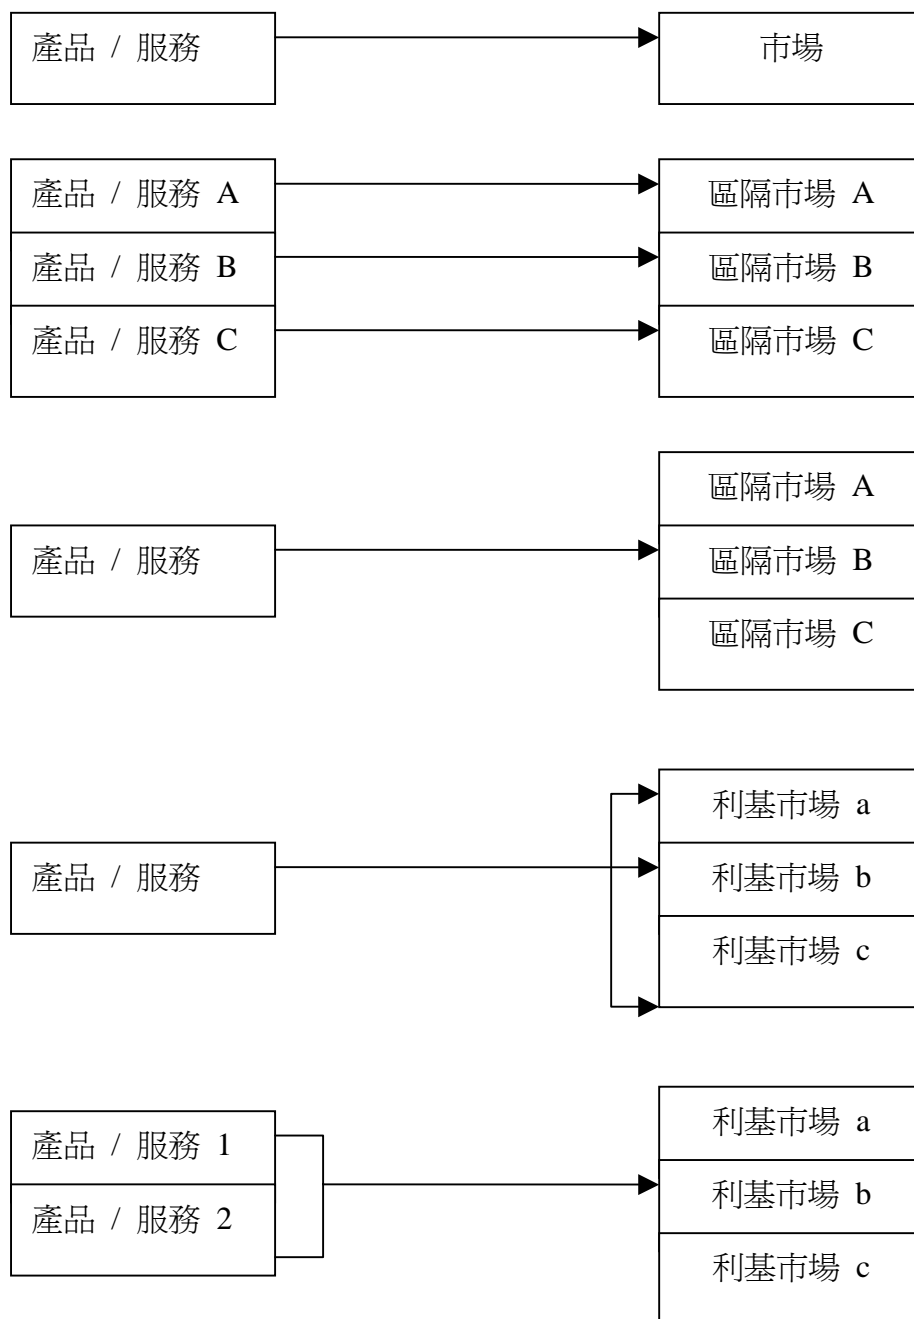 產品 / 服務
市場
產品 / 服務 A
區隔市場 A
產品 / 服務 B
區隔市場 B
產品 / 服務 C
區隔市場 C
區隔市場 A
產品 / 服務
區隔市場 B
區隔市場 C
利基市場 a
產品 / 服務
利基市場 b
利基市場 c
利基市場 a
產品 / 服務 1
利基市場 b
產品 / 服務 2
利基市場 c